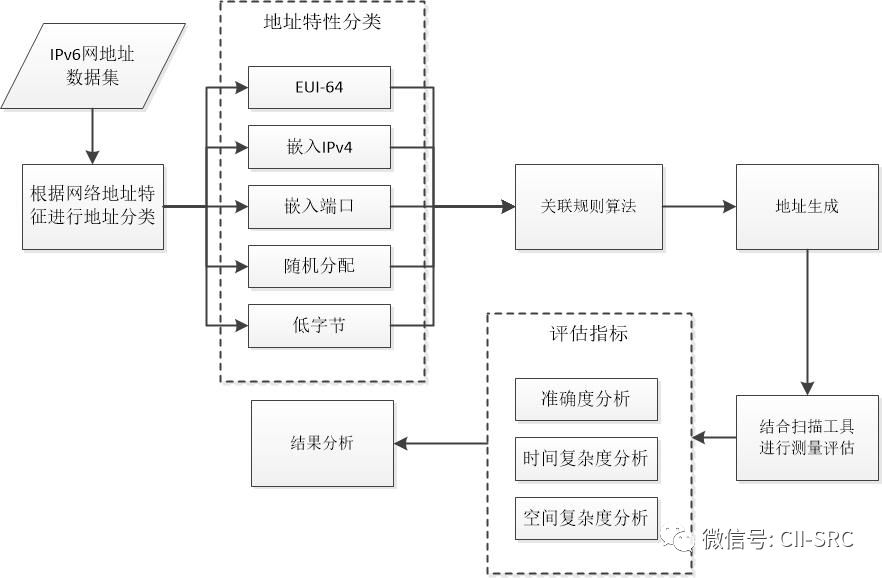 IPv6网地址
数据集
根据网络地址特
征进行地址分类
地址特性分类
EUI-64
嵌入IPv4
嵌入端口
随机分配
低字节
关联规则算法
地址生成
结合扫描工具
进行测量评估
评估指标
准确度分析
时间复杂度分析
空间复杂度分析
结果分析
微信号: CII-SRC